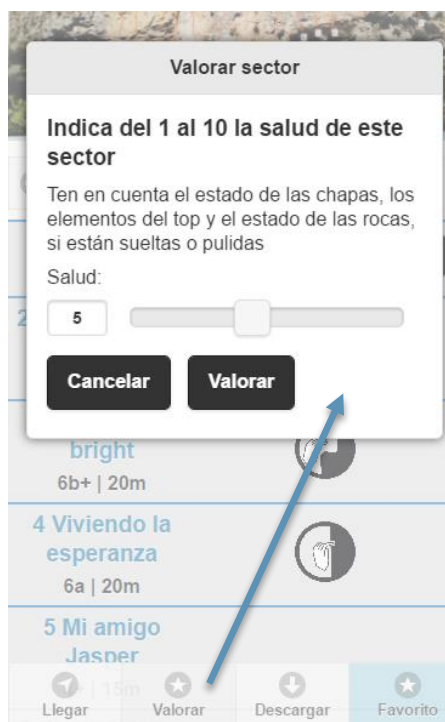 Valorar sector
Indica del 1 al 10 la salud de este
sector
Ten en cuenta el estado de las chapas, los
elementos del top y el estado de las rocas,
si están sueltas o pulidas
Salud:
5
Cancelar
Valorar
2
bright
6b+ | 20m
4 Viviendo la
esperanza
6a | 20m
5 Mi amigo
Jasper
15m
Llegar
Valorar
Descargar
Favorito